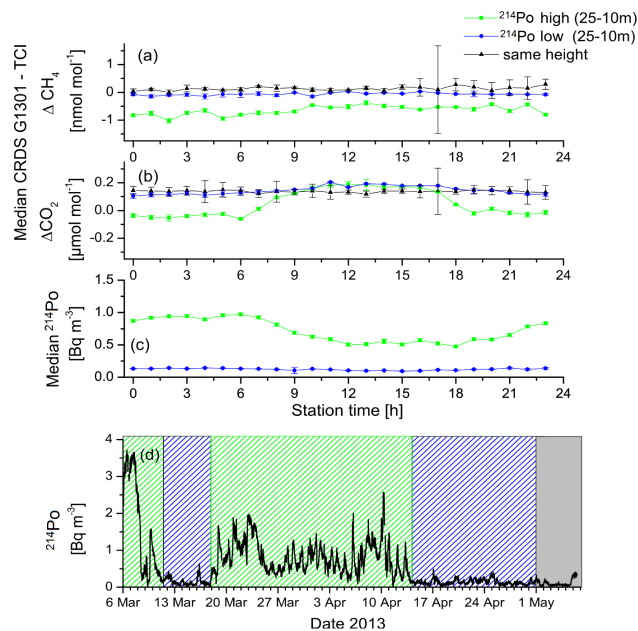 ²¹⁴Po high (25-10m)
²¹⁴Po low (25-10m)
same height
Median CRDS G1301 - TCI
Δ CH₄
[nmol mol⁻¹]
(a)
1
0
-1
0 3 6 9 12 15 18 21 24
ΔCO₂
[µmol mol⁻¹]
(b)
0.2
0.0
-0.2
0 3 6 9 12 15 18 21 24
Median ²¹⁴Po
[Bq m⁻³]
(c)
1.5
1.0
0.5
0.0
0 3 6 9 12 15 18 21 24
Station time [h]
²¹⁴Po
[Bq m⁻³]
(d)
4
3
2
1
0
6 Mar 13 Mar 20 Mar 27 Mar 3 Apr 10 Apr 17 Apr 24 Apr 1 May
Date 2013